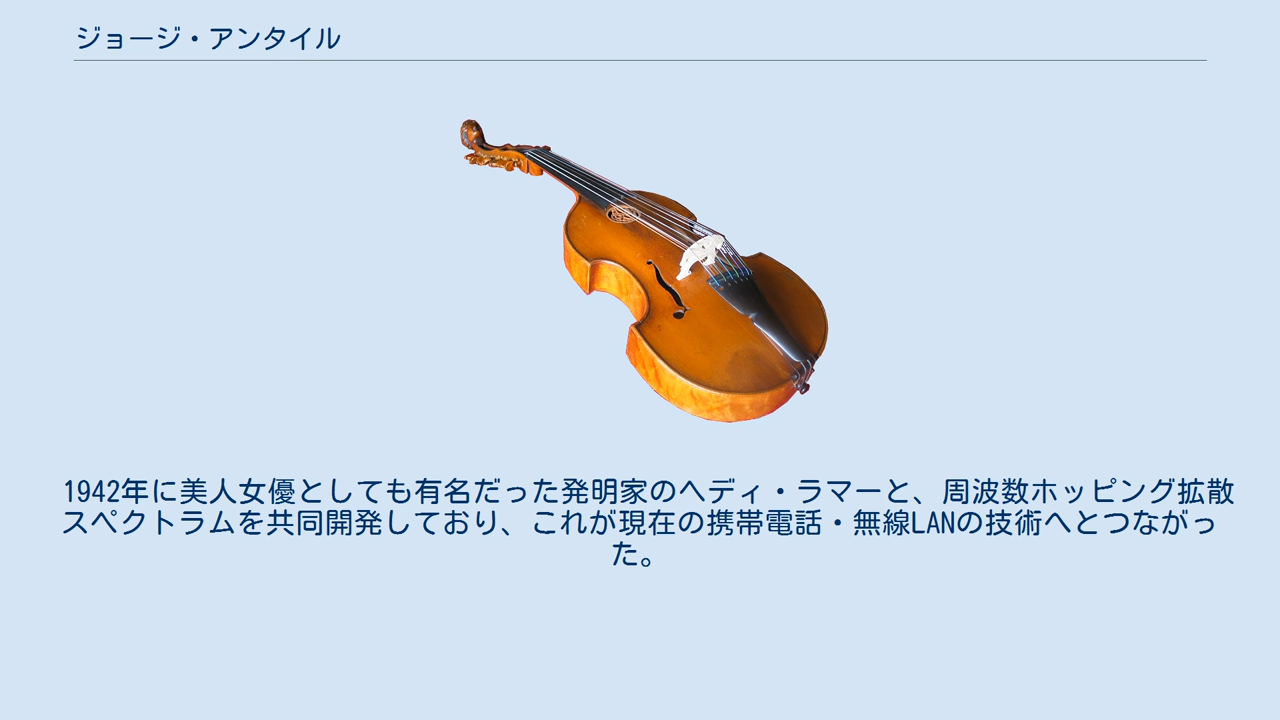 ジョージ・アンタイル
1942年に美人女優としても有名だった発明家のヘディ・ラマーと、周波数ホッピング拡散
スペクトラムを共同開発しており、これが現在の携帯電話・無線LANの技術へとつながっ
た。